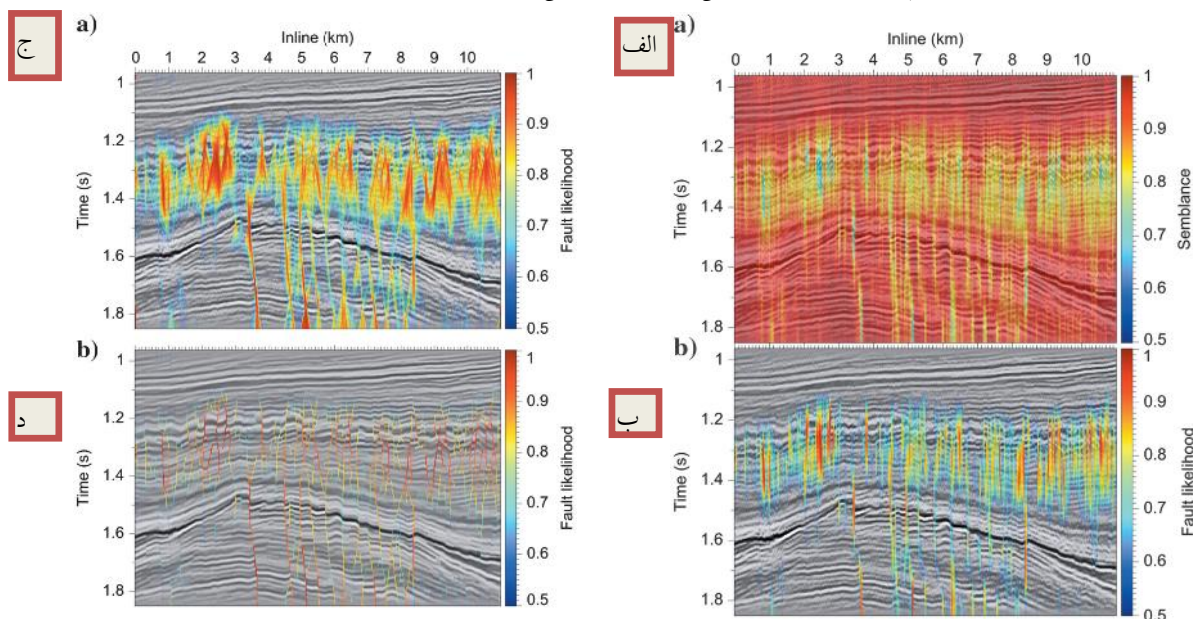 ج
a)
Inline (km)
0 1 2 3 4 5 6 7 8 9 10
1
1.2
1.4
1.6
1.8
Time (s)
1
0.9
0.8
0.7
0.6
0.5
Fault likelihood
الف
a)
Inline (km)
0 1 2 3 4 5 6 7 8 9 10
1
1.2
1.4
1.6
1.8
Time (s)
1
0.9
0.8
0.7
0.6
0.5
Semblance
د
b)
1
1.2
1.4
1.6
1.8
Time (s)
1
0.9
0.8
0.7
0.6
0.5
Fault likelihood
ب
b)
1
1.2
1.4
1.6
1.8
Time (s)
1
0.9
0.8
0.7
0.6
0.5
Fault likelihood